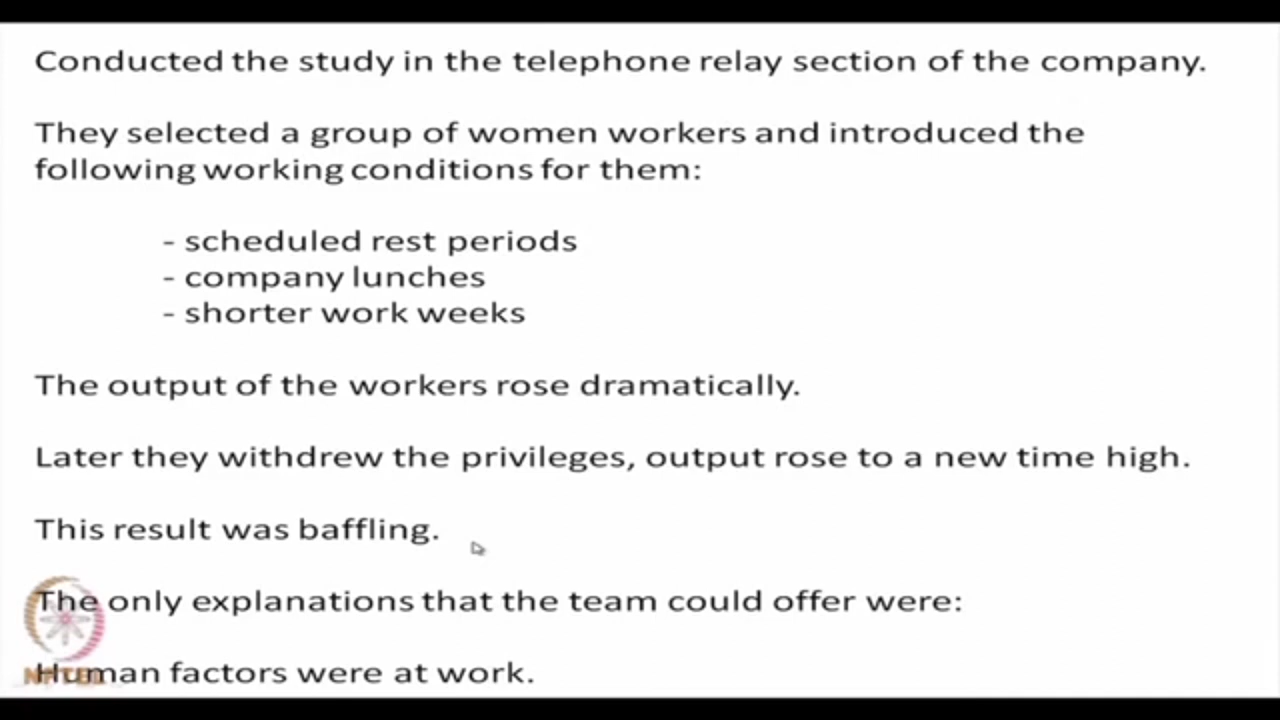 Conducted the study in the telephone relay section of the company.
They selected a group of women workers and introduced the
following working conditions for them:
- scheduled rest periods
- company lunches
- shorter work weeks
The output of the workers rose dramatically.
Later they withdrew the privileges, output rose to a new time high.
This result was baffling.
The only explanations that the team could offer were:
Human factors were at work.
NPTEL